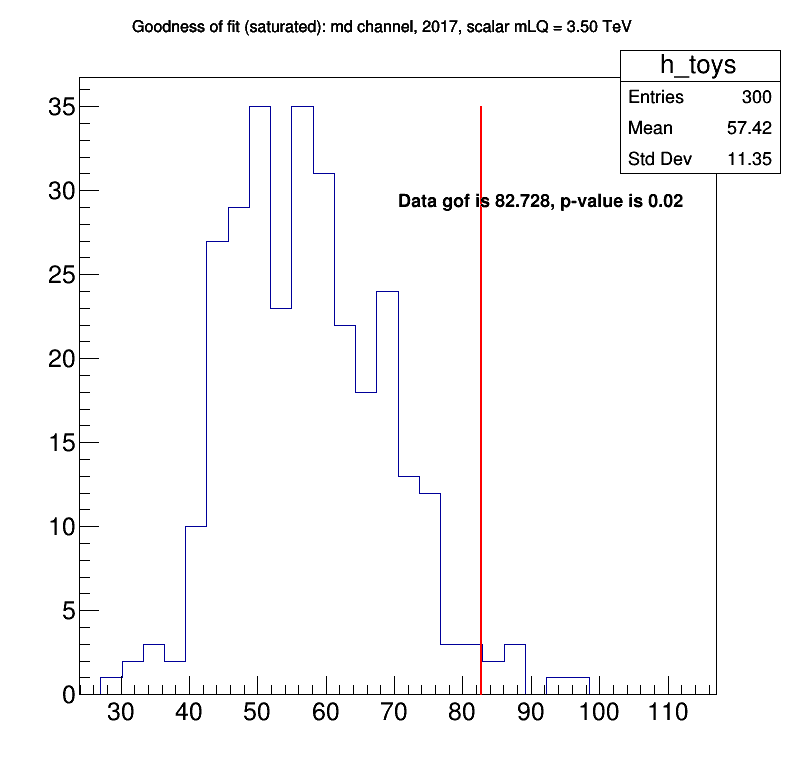 Goodness of fit (saturated): md channel, 2017, scalar mLQ = 3.50 TeV
h_toys
Entries 300
Mean 57.42
Std Dev 11.35
Data gof is 82.728, p-value is 0.02
35
30
25
20
15
10
5
0
30 40 50 60 70 80 90 100 110